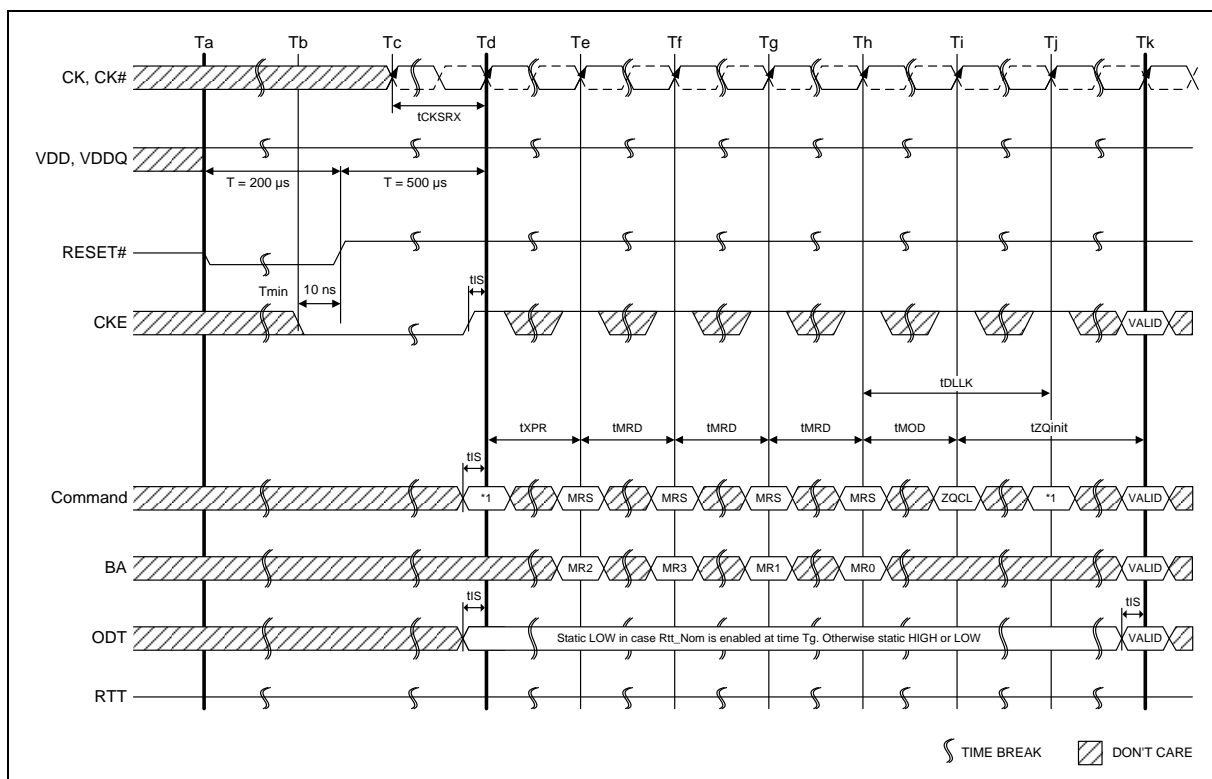 Ta Tb Tc Td Te Tf Tg Th Ti Tj Tk
CK, CK#
tCKSRX
VDD, VDDQ
T = 200 µs T = 500 µs
RESET#
tIS
Tmin 10 ns
CKE VALID
tDLLK
tXPR tMRD tMRD tMRD tMOD tZQinit
tIS
Command *1 MRS MRS MRS MRS ZQCL *1 VALID
BA MR2 MR3 MR1 MR0 VALID
tIS tIS
ODT Static LOW in case Rtt_Nom is enabled at time Tg. Otherwise static HIGH or LOW VALID
RTT
TIME BREAK DON'T CARE